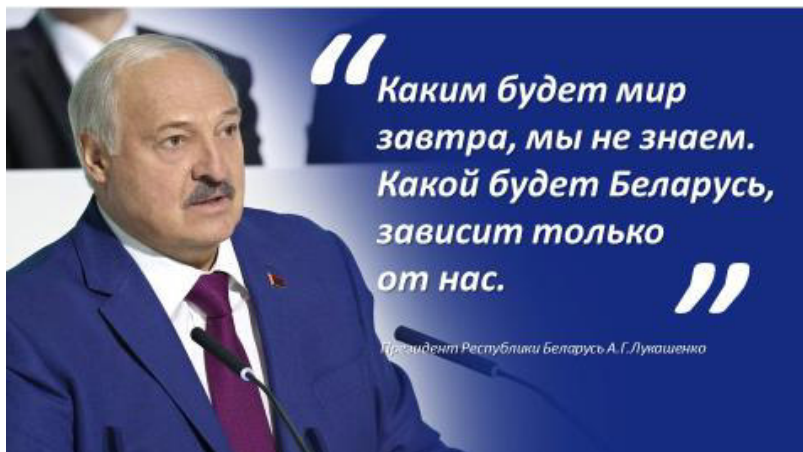 Каким будет мир
завтра, мы не знаем.
Какой будет Беларусь,
зависит только
от нас.
Президент Республики Беларусь А.Г.Лукашенко